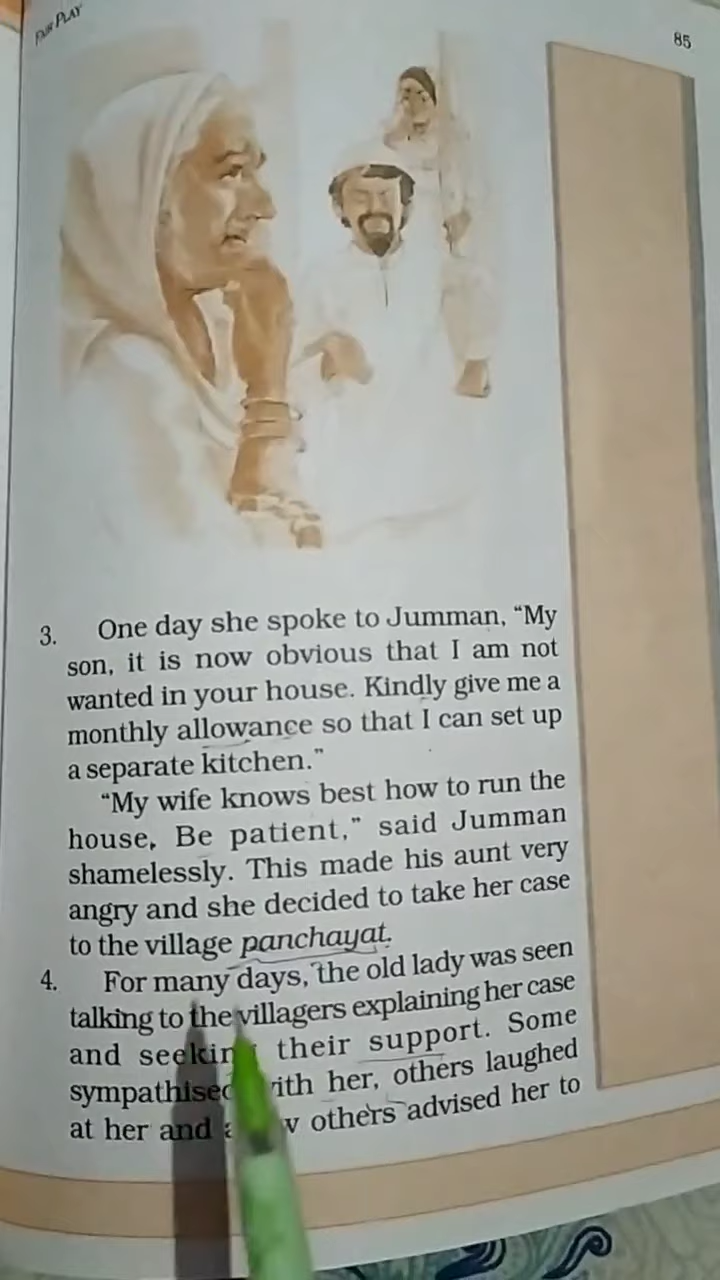 FAIR PLAY
85
3. One day she spoke to Jumman, “My
son, it is now obvious that I am not
wanted in your house. Kindly give me a
monthly allowance so that I can set up
a separate kitchen.”
“My wife knows best how to run the
house. Be patient,” said Jumman
shamelessly. This made his aunt very
angry and she decided to take her case
to the village panchayat.
4. For many days, the old lady was seen
talking to the villagers explaining her case
and their support. Some
her, others laughed
at her and others advised her to